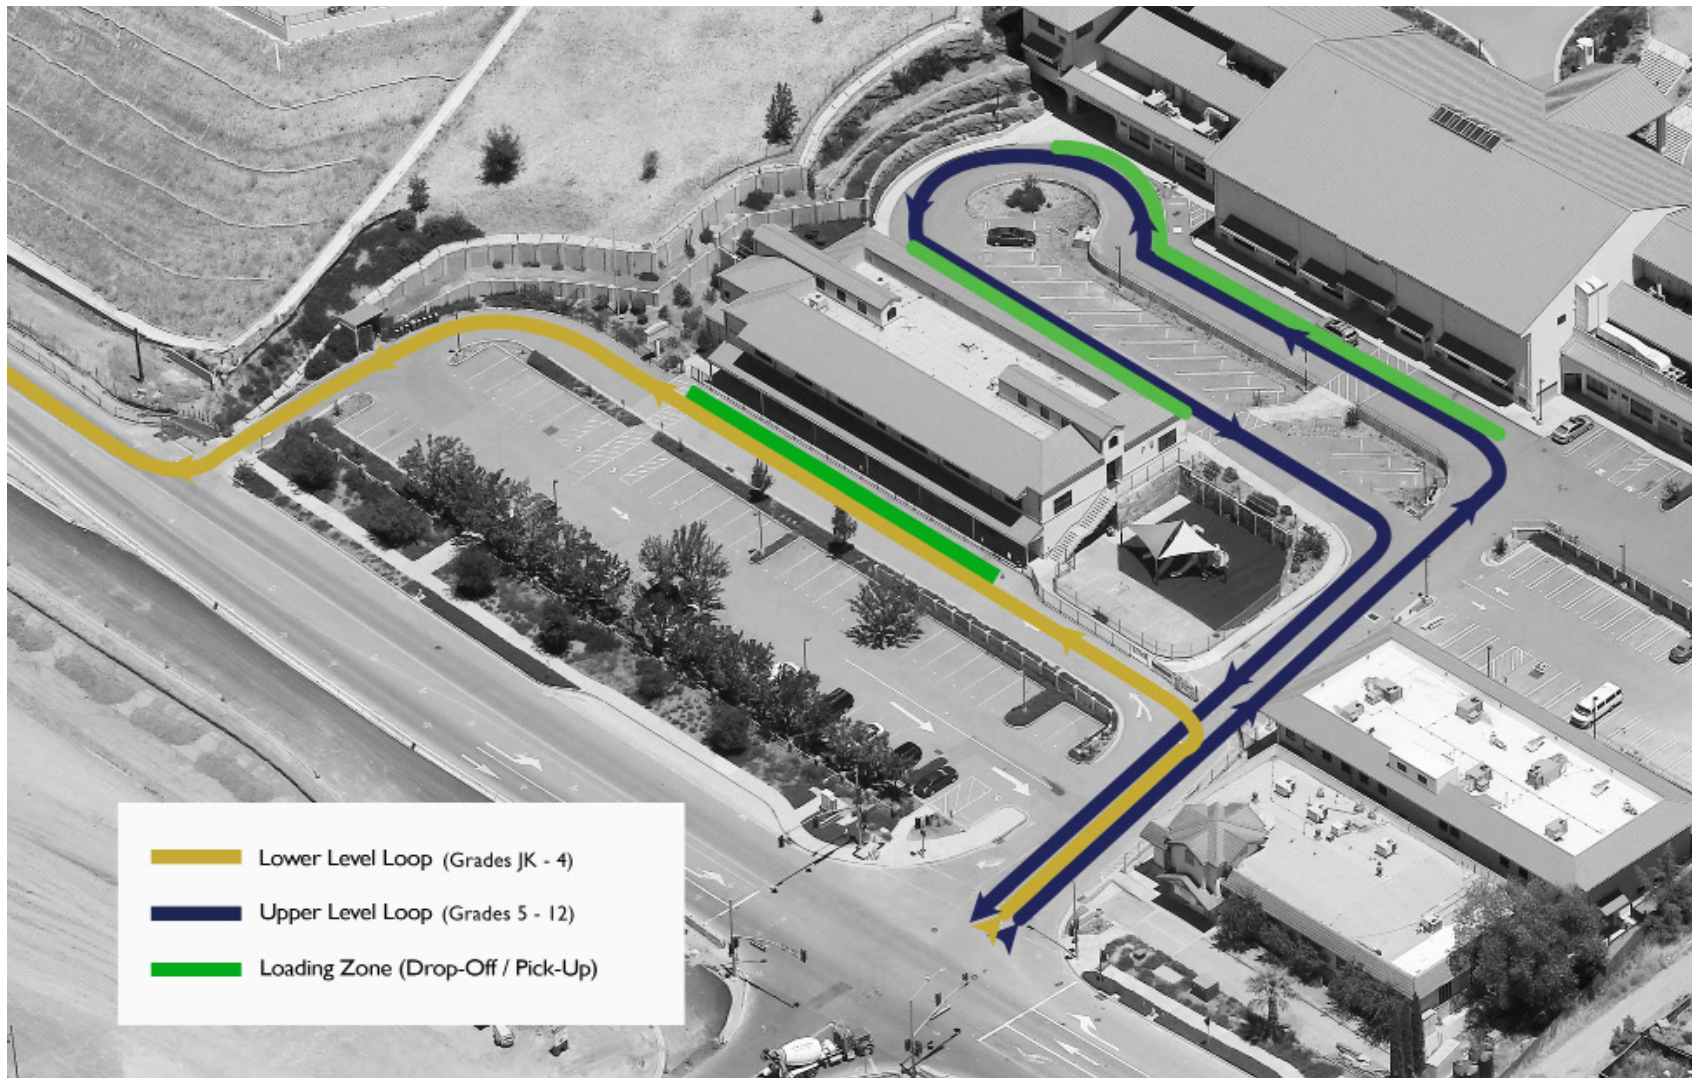 Lower Level Loop (Grades JK - 4)
Upper Level Loop (Grades 5 - 12)
Loading Zone (Drop-Off / Pick-Up)